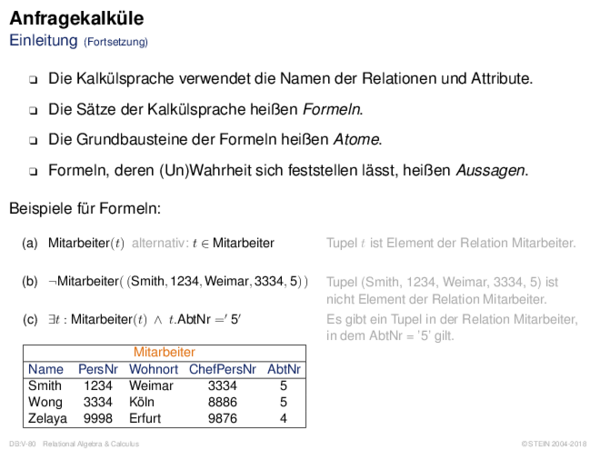 Anfragekalküle
Einleitung (Fortsetzung)
❑ Die Kalkülsprache verwendet die Namen der Relationen und Attribute.
❑ Die Sätze der Kalkülsprache heißen Formeln.
❑ Die Grundbausteine der Formeln heißen Atome.
❑ Formeln, deren (Un)Wahrheit sich feststellen lässt, heißen Aussagen.
Beispiele für Formeln:
(a) Mitarbeiter(t) alternativ: t ∈ Mitarbeiter Tupel t ist Element der Relation Mitarbeiter.
(b) ¬Mitarbeiter( (Smith, 1234, Weimar, 3334, 5) ) Tupel (Smith, 1234, Weimar, 3334, 5) ist
nicht Element der Relation Mitarbeiter.
(c) ∃t : Mitarbeiter(t) ∧ t.AbtNr =′ 5′ Es gibt ein Tupel in der Relation Mitarbeiter,
in dem AbtNr = '5' gilt.
Mitarbeiter
Name PersNr Wohnort ChefPersNr AbtNr
Smith 1234 Weimar 3334 5
Wong 3334 Köln 8886 5
Zelaya 9998 Erfurt 9876 4
DB:V-80 Relational Algebra & Calculus © STEIN 2004-2018